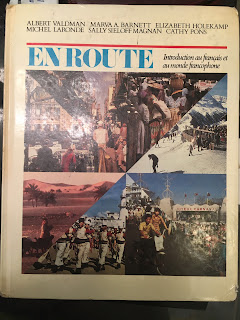 ALBERT VALDMAN MARVA A. BARNETT ELIZABETH HOLEKAMP
MICHEL LARONDE SALLY SIELOFF MAGNAN CATHY PONS
EN ROUTE
Introduction au français et
au monde francophone